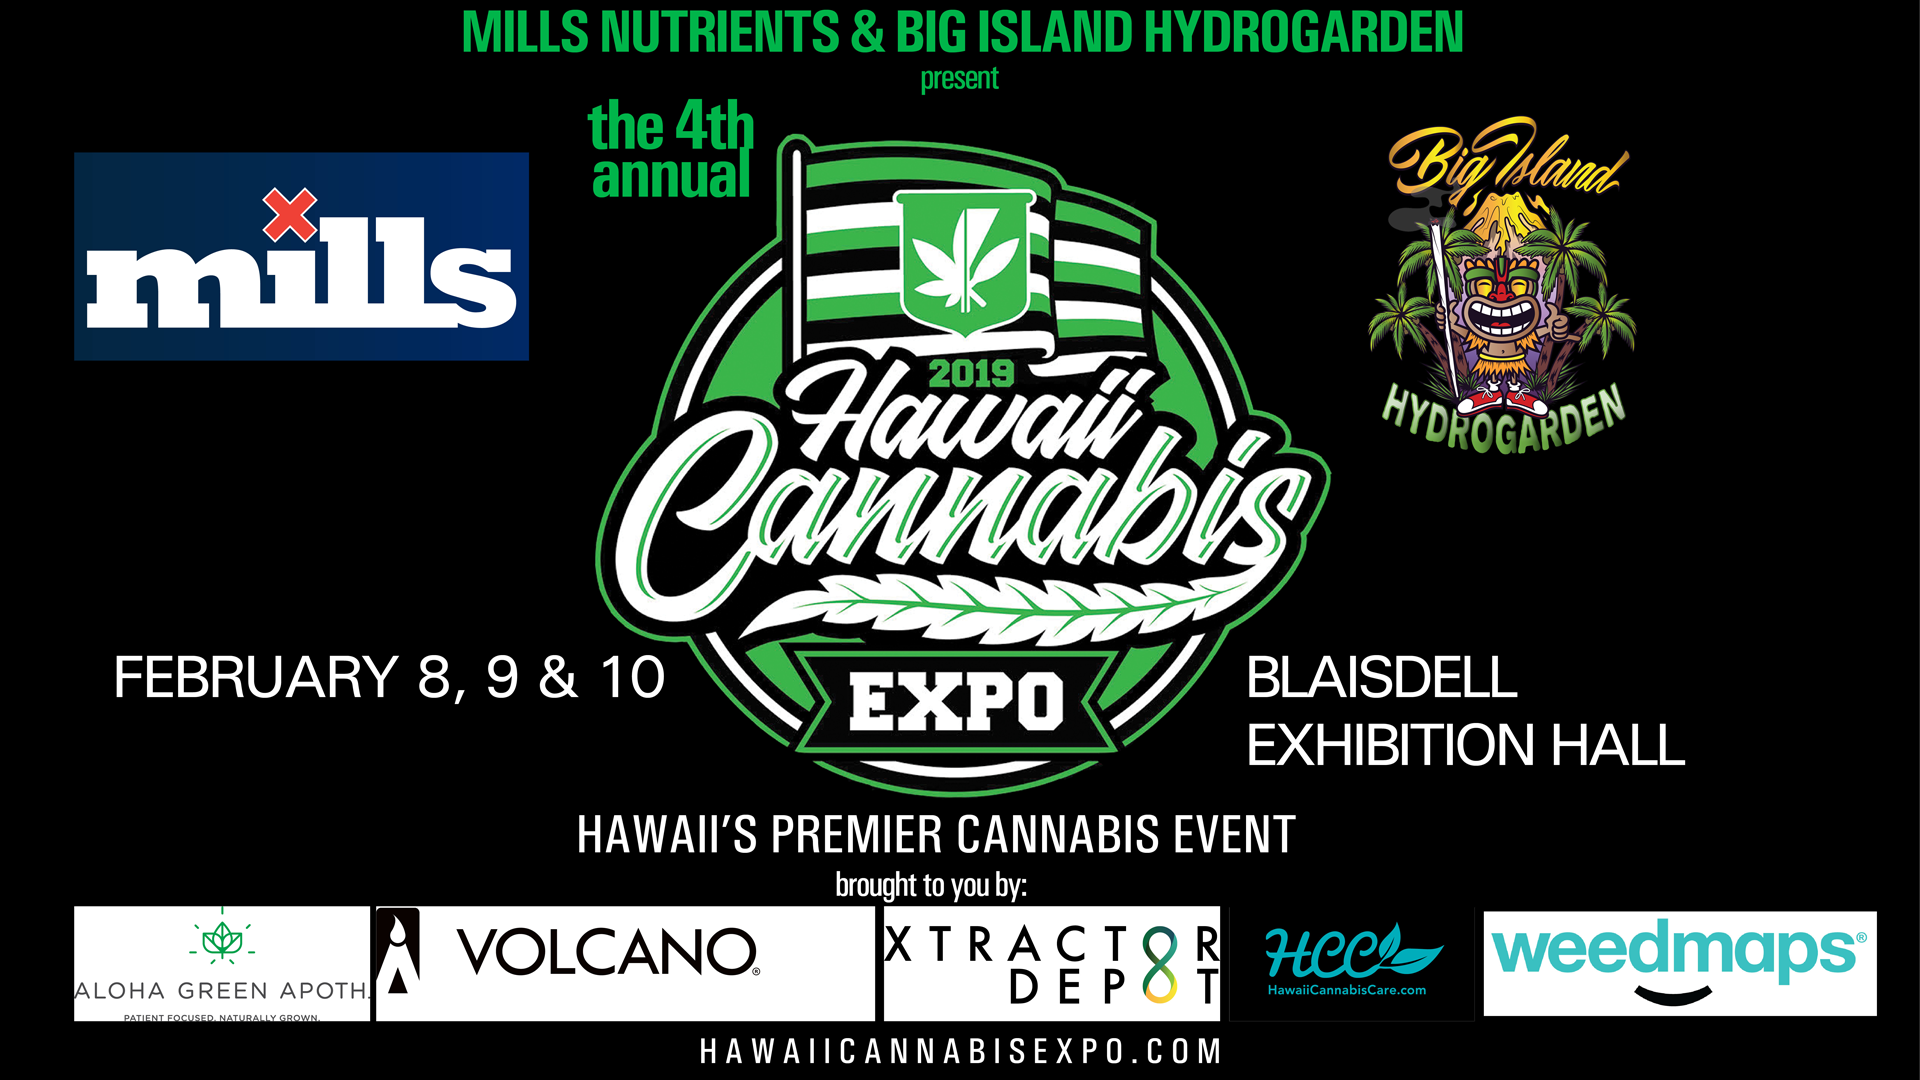 MILLS NUTRIENTS & BIG ISLAND HYDROGARDEN
present
the 4th
annual
mills
Big Island
HYDROGARDEN
2019
Hawaii
Cannabis
EXPO
FEBRUARY 8, 9 & 10
BLAISDELL
EXHIBITION HALL
HAWAII'S PREMIER CANNABIS EVENT
brought to you by:
ALOHA GREEN APOTH.
PATIENT FOCUSED. NATURALLY GROWN.
VOLCANO®
XTRACTOR
DEPOT
HCC
HawaiiCannabisCare.com
weedmaps®
HAWAIICANNABISEXPO.COM